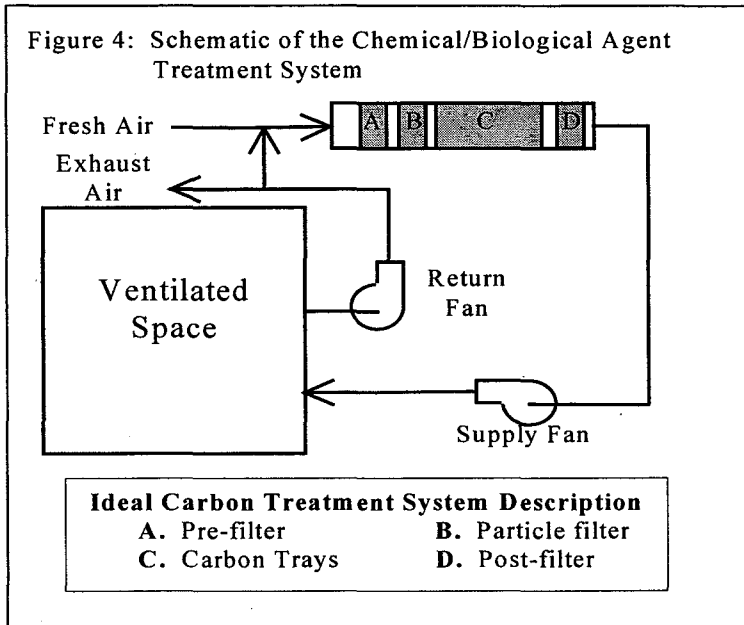 Figure 4: Schematic of the Chemical/Biological Agent
Treatment System
Fresh Air
A B C D
Exhaust
Air
Ventilated
Space
Return
Fan
Supply Fan
Ideal Carbon Treatment System Description
A. Pre-filter B. Particle filter
C. Carbon Trays D. Post-filter